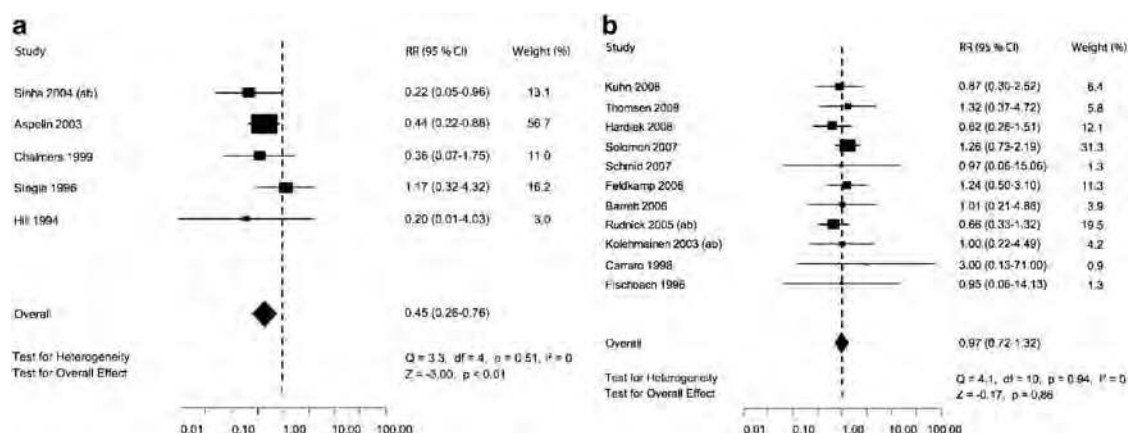 a
Study RR (95 % CI) Weight (%)
Sinha 2004 (ab) 0.22 (0.05-0.96) 13.1
Aspelin 2003 0.44 (0.22-0.88) 56.7
Chalmers 1999 0.36 (0.07-1.75) 11.0
1.17 (0.32-4.32) 16.2
Hill 1994 0.20 (0.01-4.03) 3.0
Overall 0.45 (0.26-0.76)
Test for Heterogeneity Q = 3.3, df = 4, p = 0.51, I² = 0
Test for Overall Effect Z = -3.00, p < 0.01
0.01 0.10 1.00 10.00 100.00
b
Study RR (95 % CI) Weight (%)
Kuhn 2008 0.87 (0.30-2.52) 6.4
Thomsen 2008 1.32 (0.37-4.72) 5.8
Hardiek 2008 0.62 (0.26-1.51) 12.1
Solomon 2007 1.26 (0.73-2.19) 31.3
Schmid 2007 0.97 (0.06-15.06) 1.3
Feldkamp 2006 1.24 (0.50-3.10) 11.3
Barrett 2006 1.01 (0.21-4.86) 3.9
Rudnick 2005 (ab) 0.66 (0.33-1.32) 19.5
Kolehmainen 2003 (ab) 1.00 (0.22-4.49) 4.2
Carraro 1998 3.00 (0.13-71.00) 0.9
Fischbach 1996 0.95 (0.06-14.13) 1.3
Overall 0.97 (0.72-1.32)
Test for Heterogeneity Q = 4.1, df = 10, p = 0.94, I² = 0
Test for Overall Effect Z = -0.17, p = 0.86
0.01 0.10 1.00 10.00 100.00